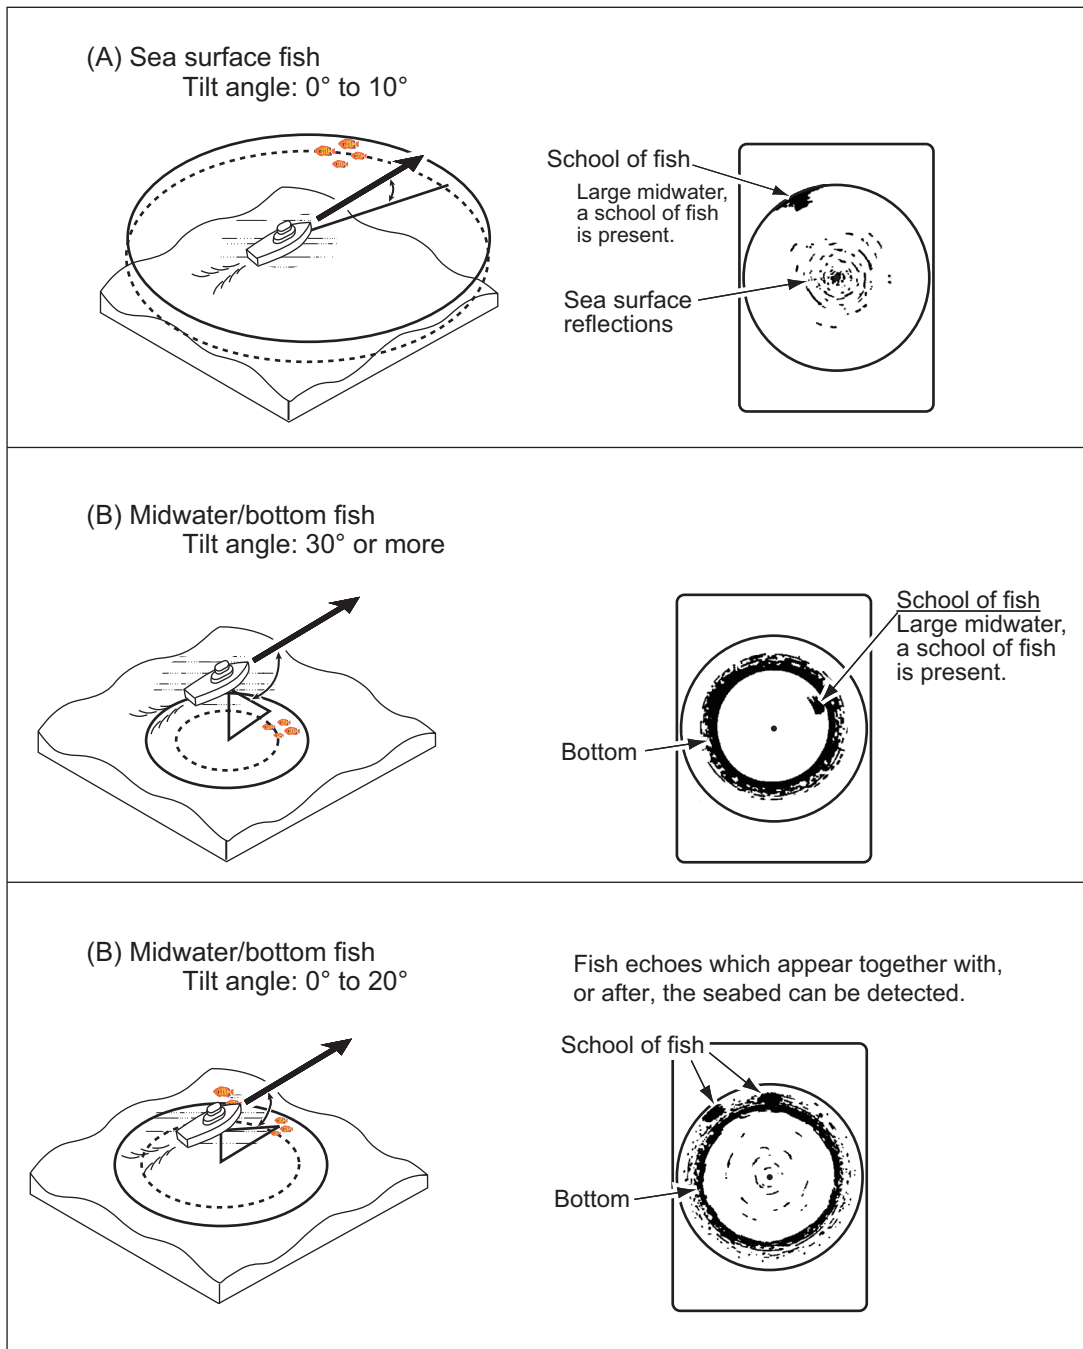 (A) Sea surface fish
Tilt angle: 0° to 10°
School of fish
Large midwater,
a school of fish
is present.
Sea surface
reflections
(B) Midwater/bottom fish
Tilt angle: 30° or more
School of fish
Large midwater,
a school of fish
is present.
Bottom
(B) Midwater/bottom fish
Tilt angle: 0° to 20°
Fish echoes which appear together with,
or after, the seabed can be detected.
School of fish
Bottom